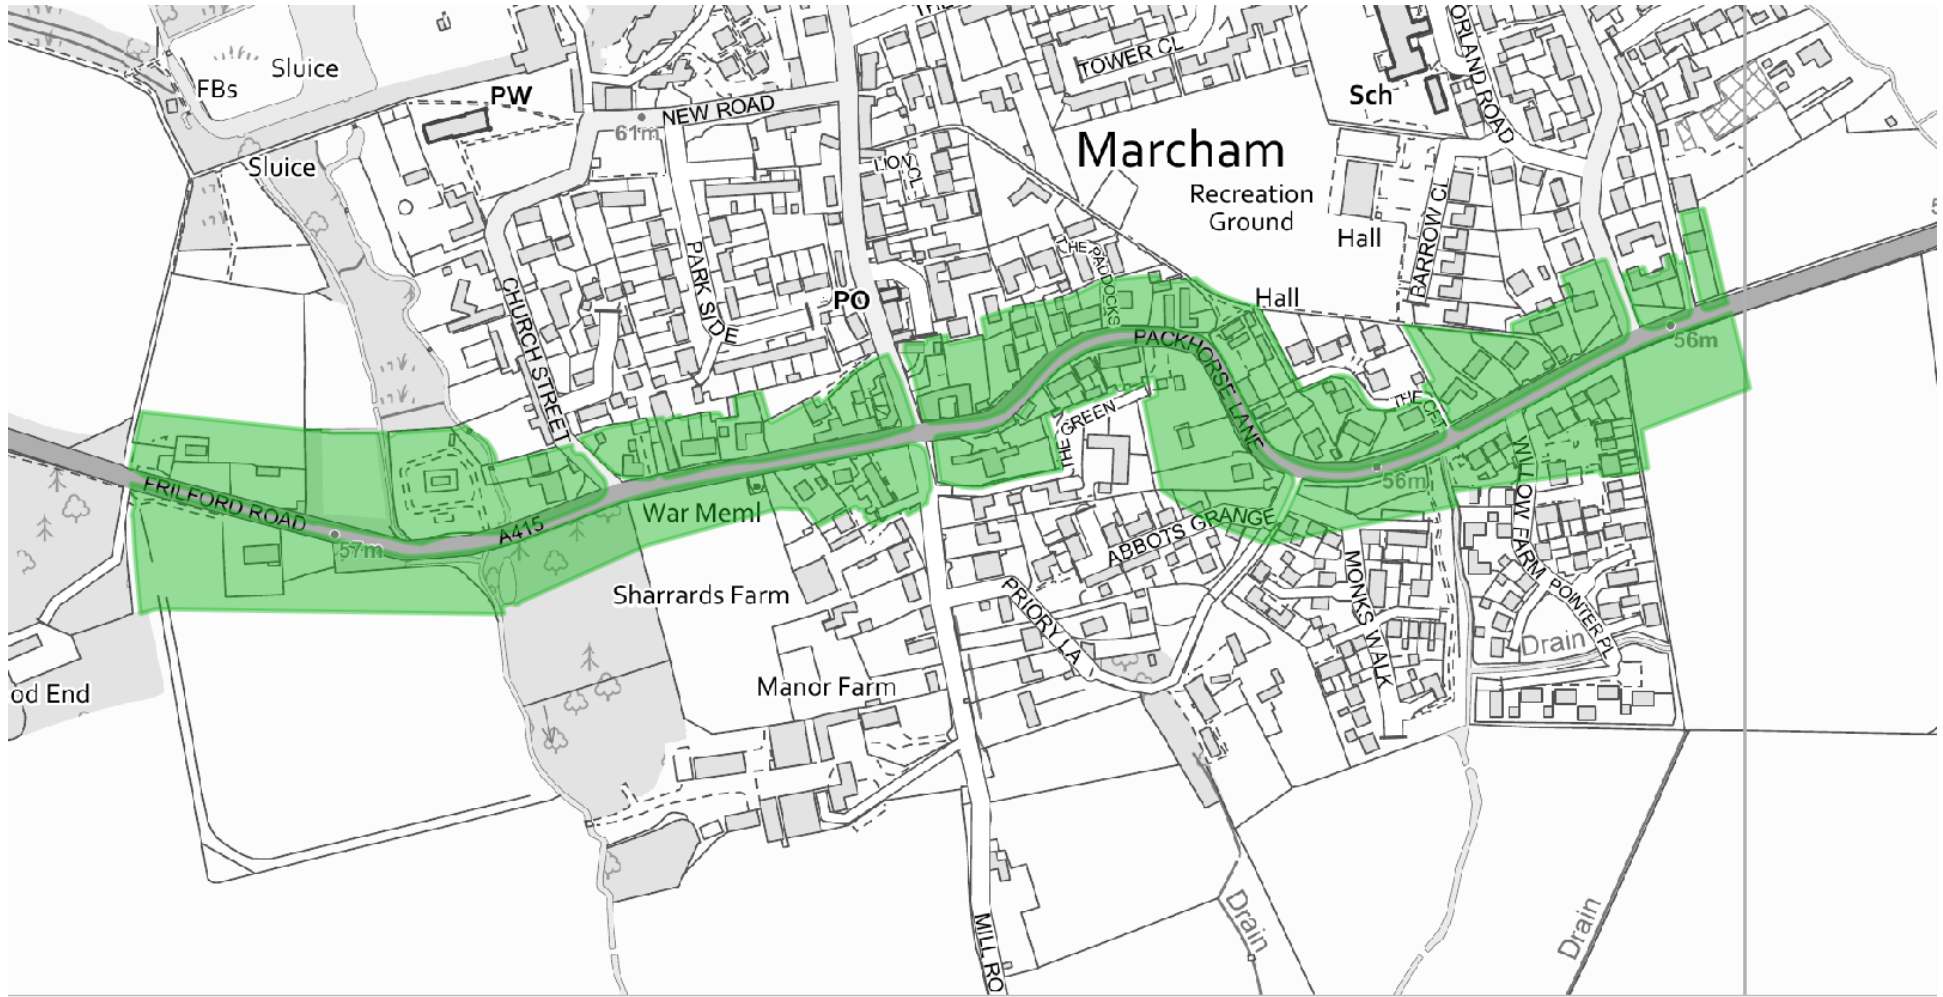 TOWER CL
Sluice
FBs
PW
Sch
ORLAND ROAD
NEW ROAD
61m
Marcham
LION CL
Sluice
Recreation
Ground
Hall
BARROW CL
THE PADDOCKS
PARK SIDE
CHURCH STREET
PO
Hall
PACKHORSE LANE
56m
THE CFT
THE GREEN
WILLOW FARM
FRILFORD ROAD
56m
War Meml
A415
57m
ABBOTS GRANGE
MONKS WALK
Sharrards Farm
PRIORY LA
POINTER PL
Drain
od End
Manor Farm
MILL RO
Drain
Drain